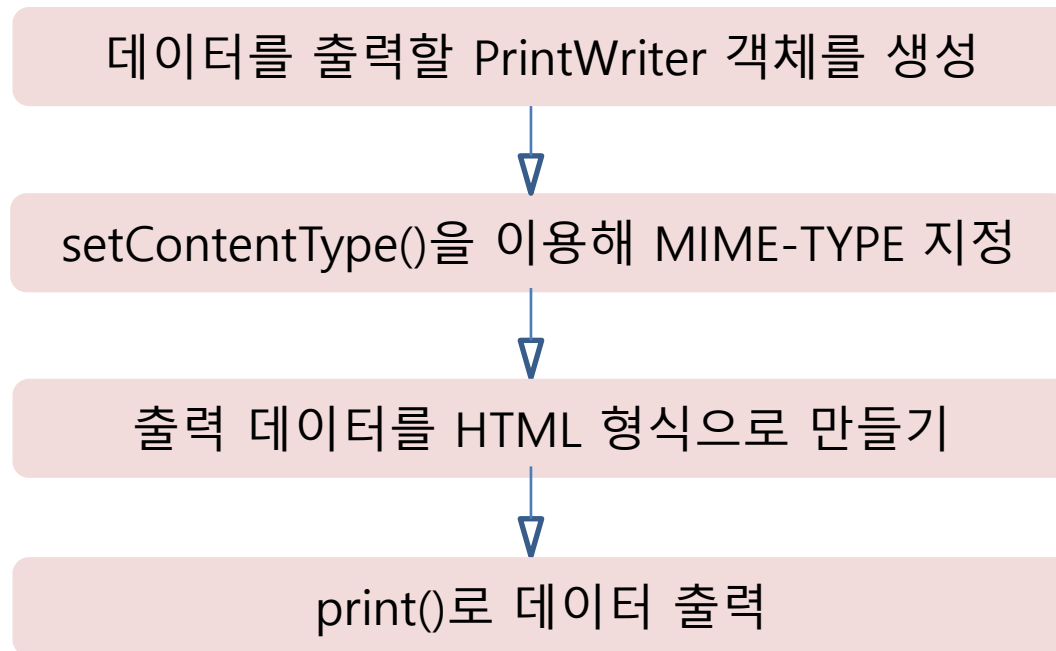 데이터를 출력할 PrintWriter 객체를 생성
setContentType()을 이용해 MIME-TYPE 지정
출력 데이터를 HTML 형식으로 만들기
print()로 데이터 출력